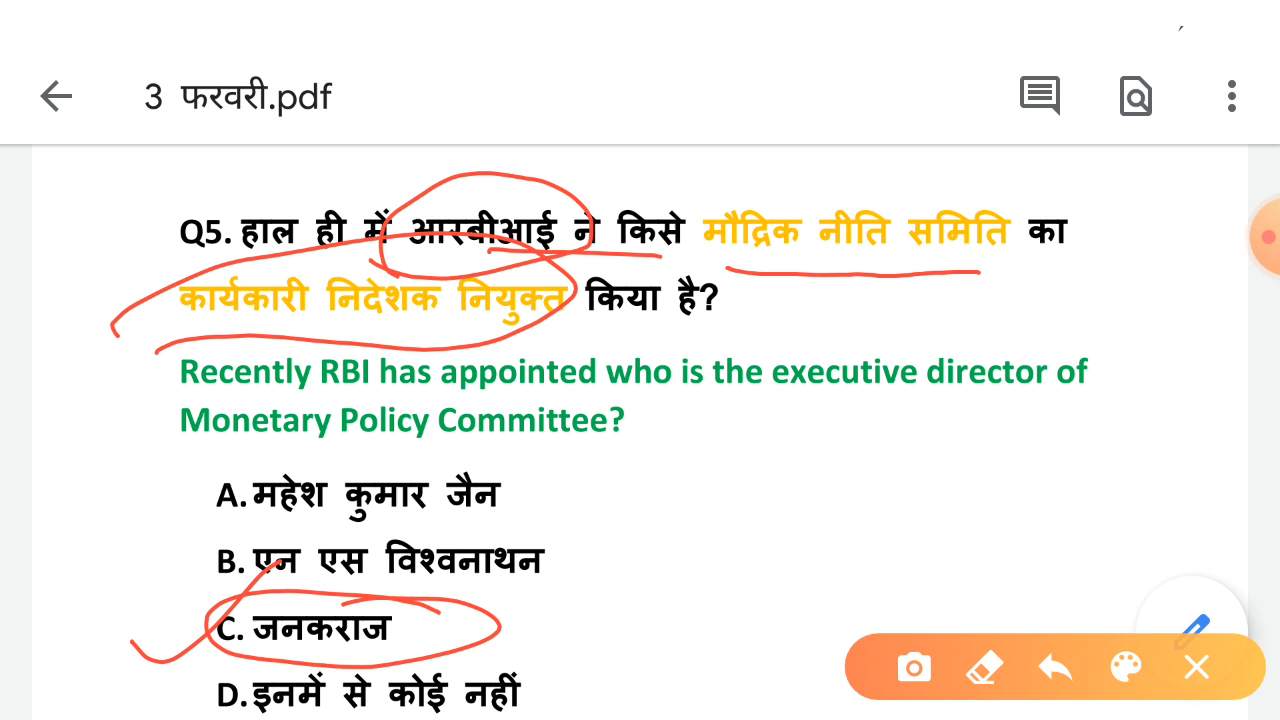 3 फरवरी.pdf
Q5. हाल ही में आरबीआई ने किसे मौद्रिक नीति समिति का
कार्यकारी निदेशक नियुक्त किया है?
Recently RBI has appointed who is the executive director of
Monetary Policy Committee?
A. महेश कुमार जैन
B. एन एस विश्वनाथन
C. जनकराज
D. इनमें से कोई नहीं